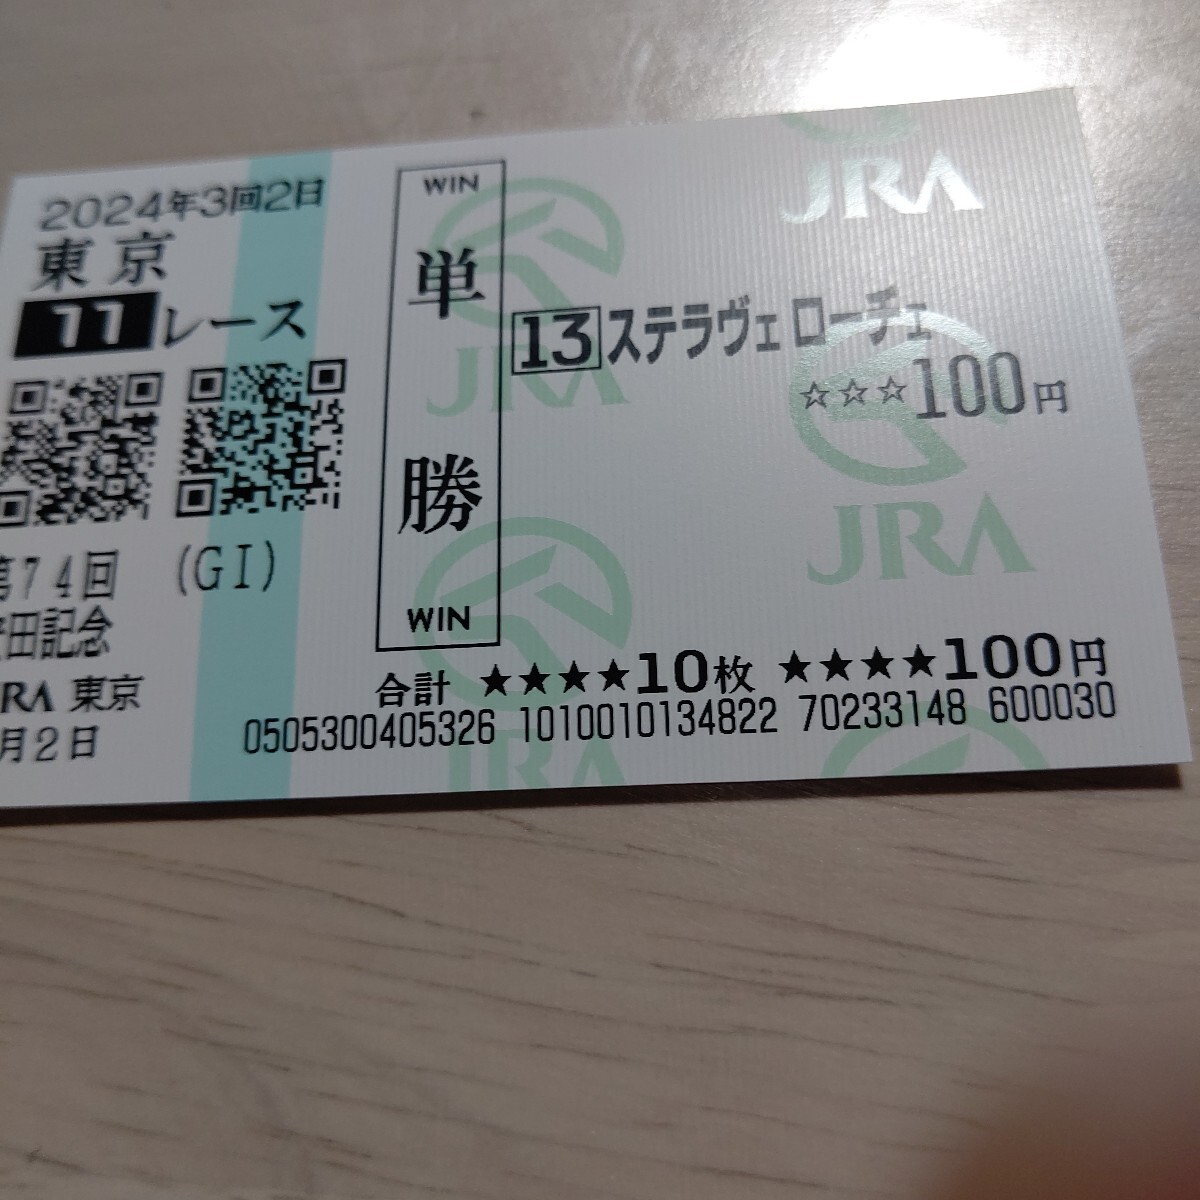 2024年3回2日
東京
11レース
第74回 (GI)
安田記念
JRA 東京
月2日
WIN
単勝
WIN
13 ステラヴェローチェ
☆☆☆100円
合計 ★★★★10枚 ★★★★100円
0505300405326 1010010134822 70233148 600030
JRA
JRA
JRA
JRA